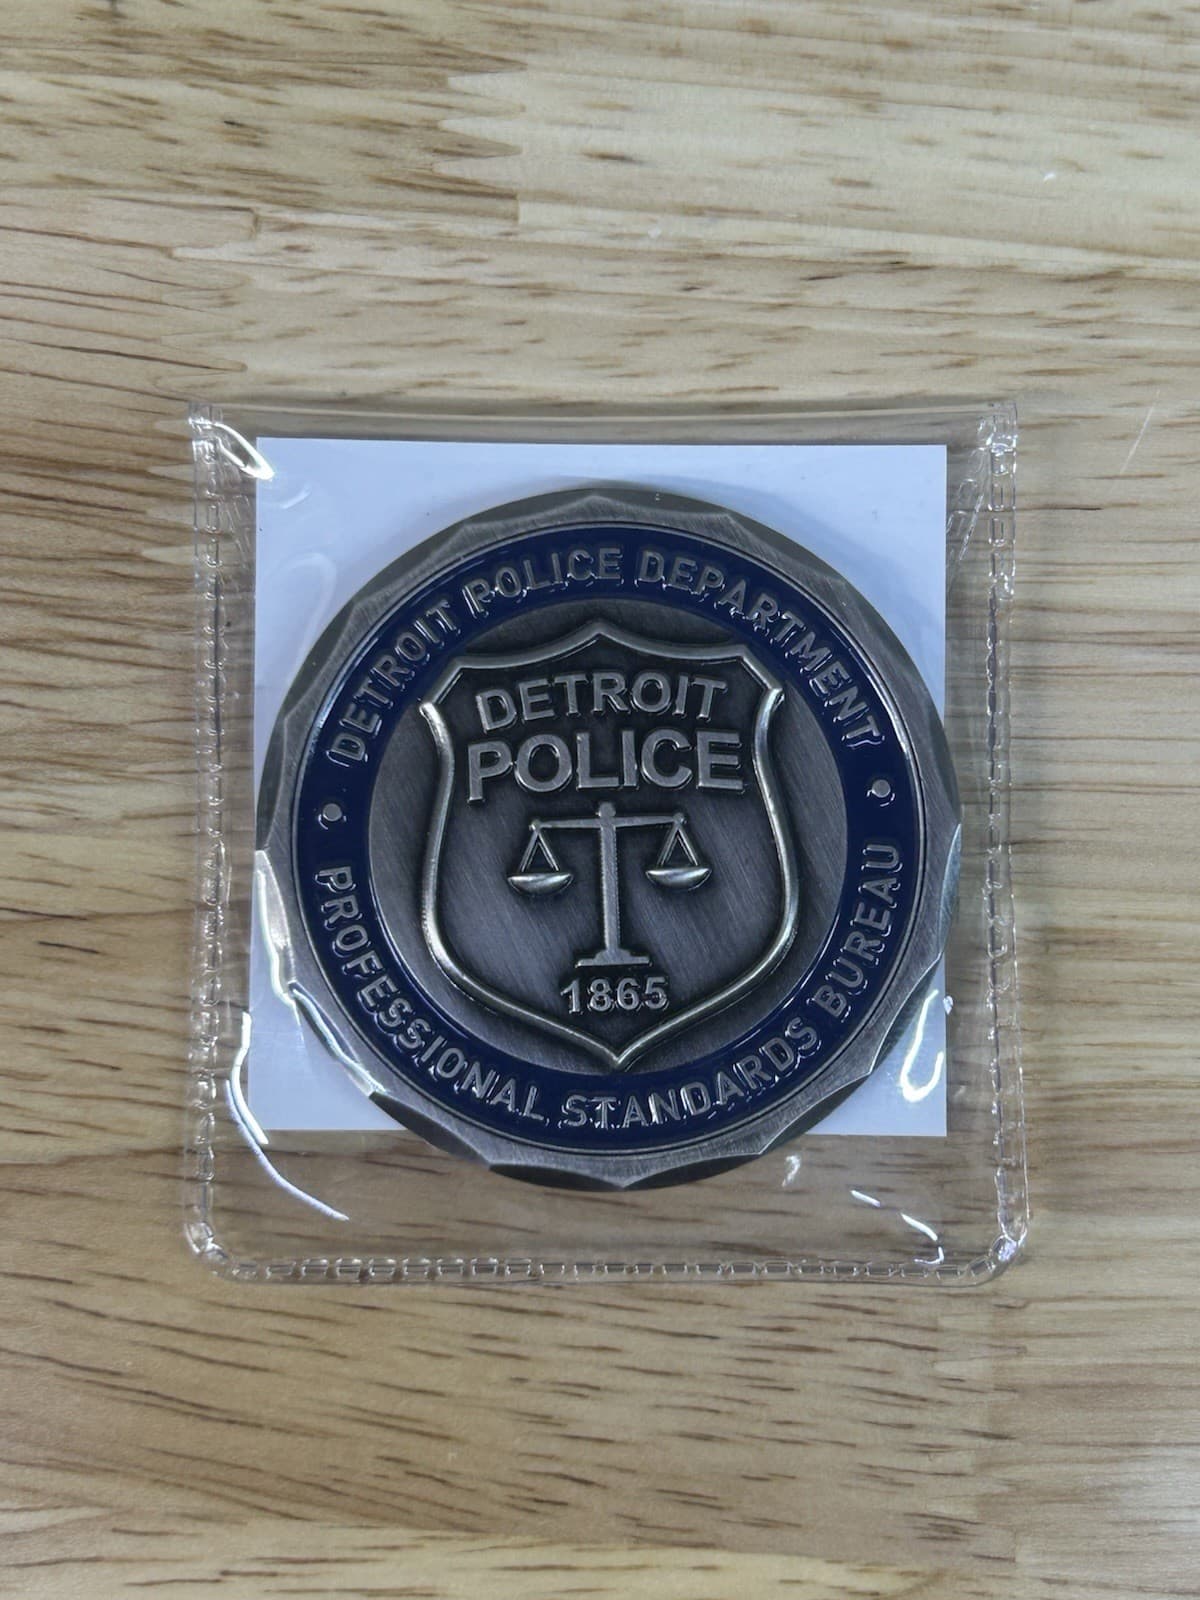 DETROIT POLICE DEPARTMENT
DETROIT
POLICE
1865
PROFESSIONAL STANDARDS BUREAU